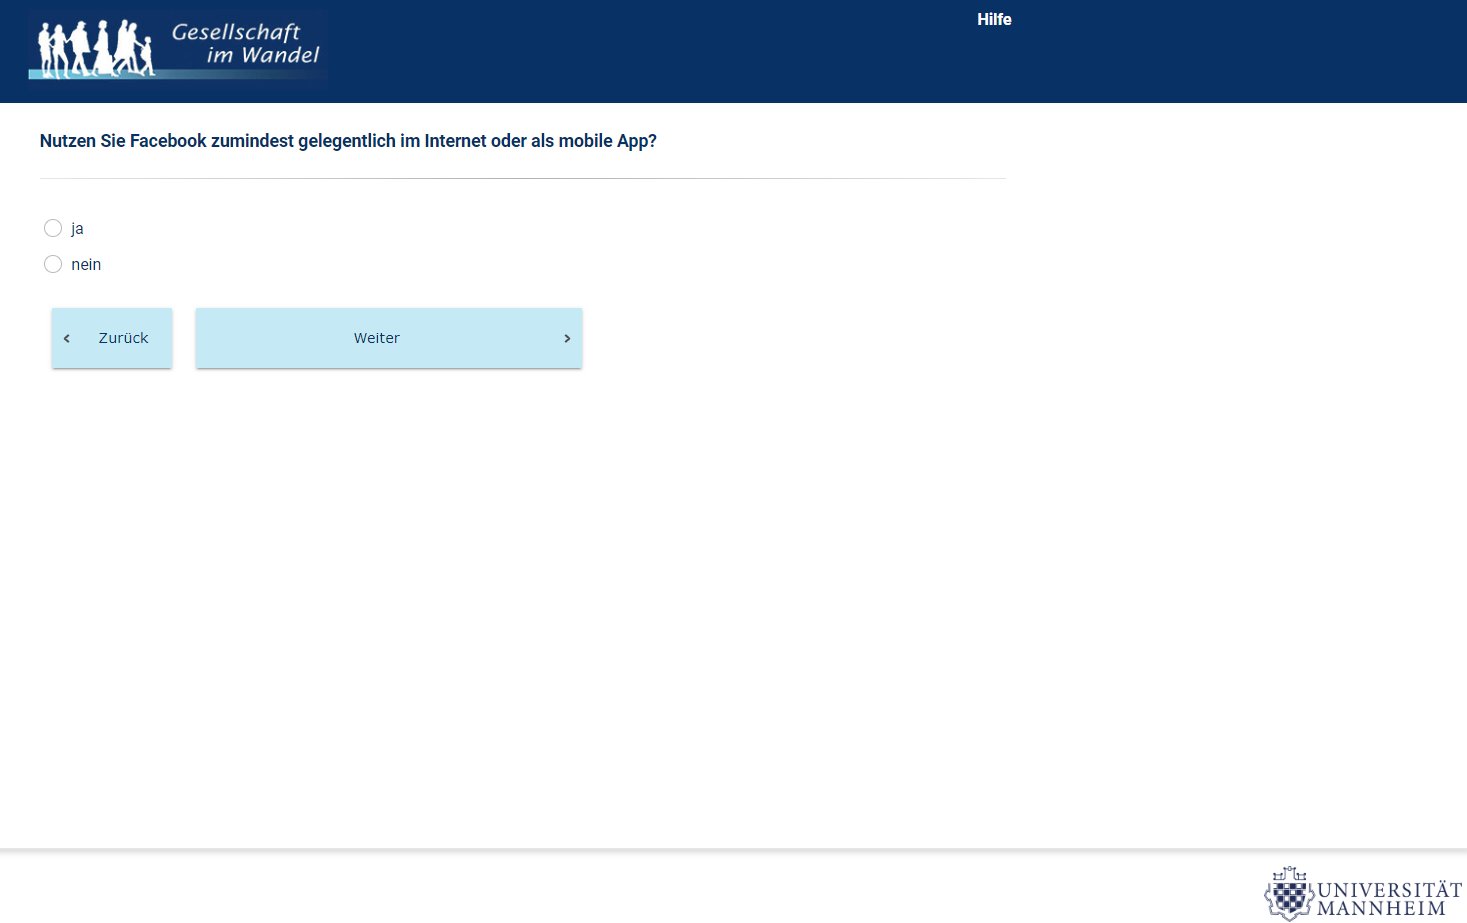 Gesellschaft
im Wandel
Hilfe
Nutzen Sie Facebook zumindest gelegentlich im Internet oder als mobile App?
ja
nein
Zurück
Weiter
UNIVERSITÄT
MANNHEIM